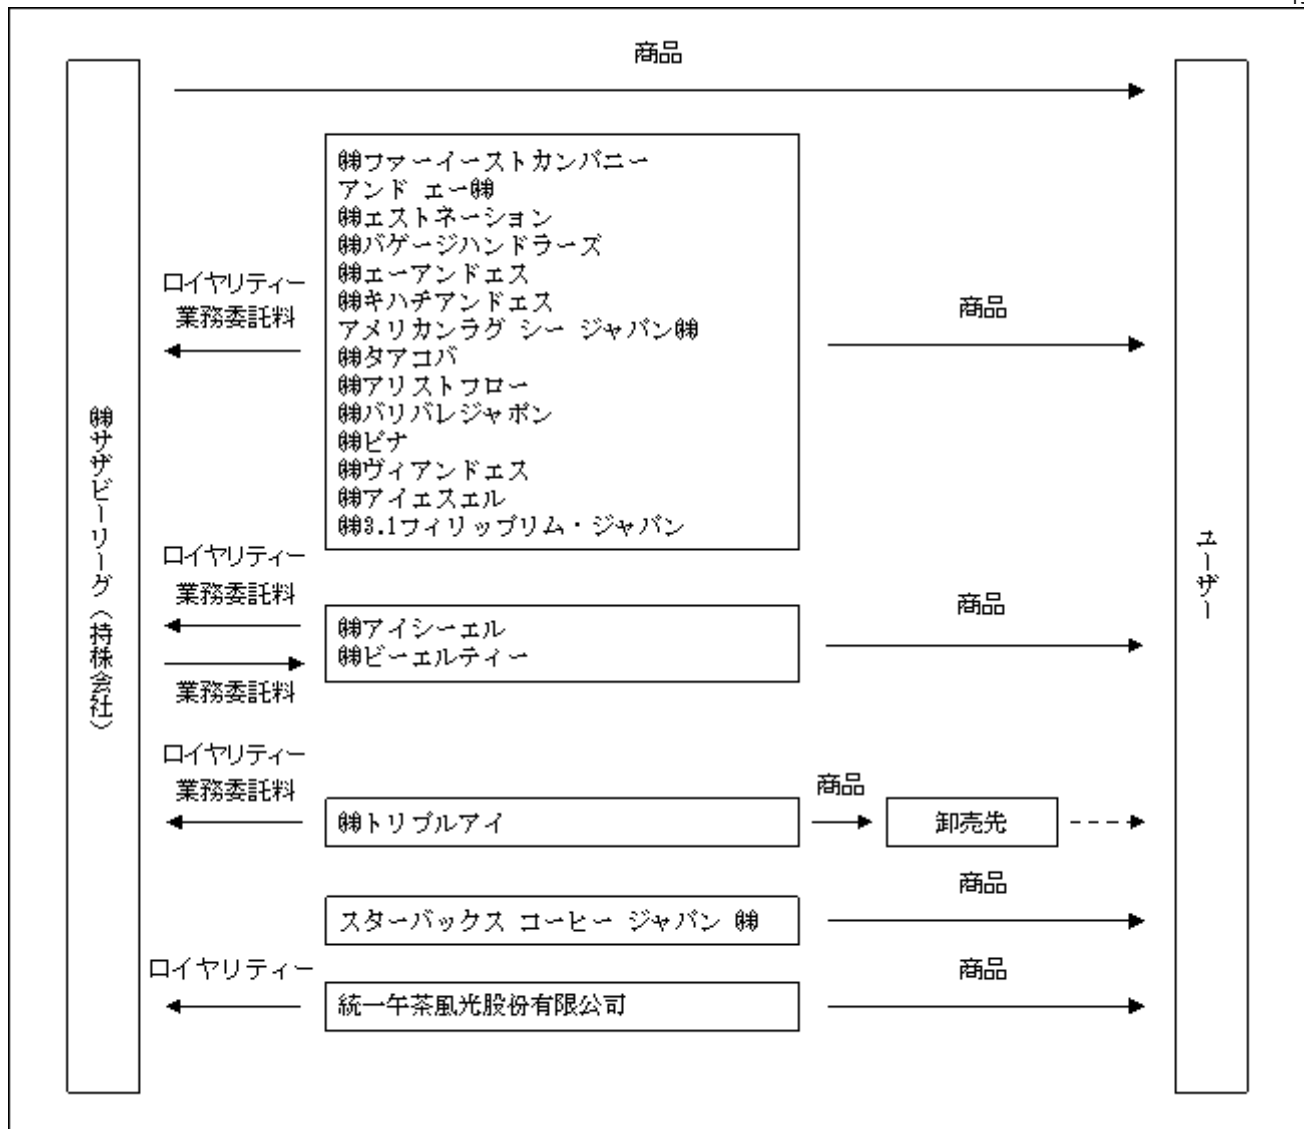 商品
㈱サザビーリーグ（持株会社）
㈱ファーイーストカンパニー
アンド エー㈱
㈱エストネーション
㈱バゲージハンドラーズ
㈱エーアンドエス
㈱キハチアンドエス
アメリカンラグ シー ジャパン㈱
㈱タアコバ
㈱アリストフロー
㈱バリバレジャポン
㈱ビナ
㈱ヴィアンドエス
㈱アイエスエル
㈱3.1フィリップリム・ジャパン
ロイヤリティー
業務委託料
商品
ユーザー
ロイヤリティー
業務委託料
㈱アイシーエル
㈱ビーエルティー
業務委託料
商品
ロイヤリティー
業務委託料
㈱トリプルアイ
商品
卸売先
スターバックス コーヒー ジャパン ㈱
商品
ロイヤリティー
統一午茶風光股份有限公司
商品